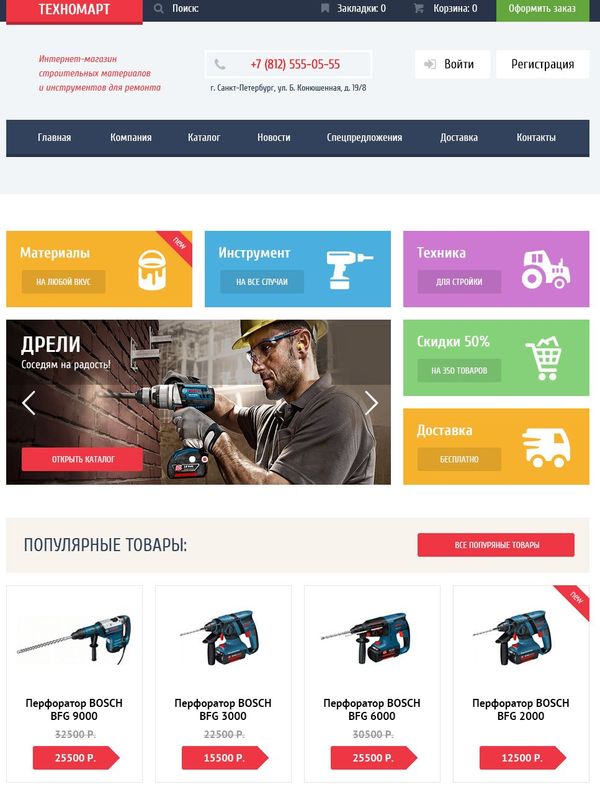 ТЕХНОМАРТ
Поиск:
Закладки: 0
Корзина: 0
Оформить заказ
Интернет-магазин
строительных материалов
и инструментов для ремонта
+7 (812) 555-05-55
г. Санкт-Петербург, ул. Б. Конюшенная, д. 19/8
Войти
Регистрация
Главная
Компания
Каталог
Новости
Спецпредложения
Доставка
Контакты
Материалы
НА ЛЮБОЙ ВКУС
new
Инструмент
НА ВСЕ СЛУЧАИ
Техника
ДЛЯ СТРОЙКИ
ДРЕЛИ
Соседям на радость!
ОТКРЫТЬ КАТАЛОГ
Скидки 50%
НА 350 ТОВАРОВ
Доставка
БЕСПЛАТНО
ПОПУЛЯРНЫЕ ТОВАРЫ:
ВСЕ ПОПУРЯНЫЕ ТОВАРЫ
Перфоратор BOSCH
BFG 9000
32500 Р.
25500 Р.
Перфоратор BOSCH
BFG 3000
22500 Р.
15500 Р.
Перфоратор BOSCH
BFG 6000
30500 Р.
25500 Р.
new
Перфоратор BOSCH
BFG 2000
12500 Р.